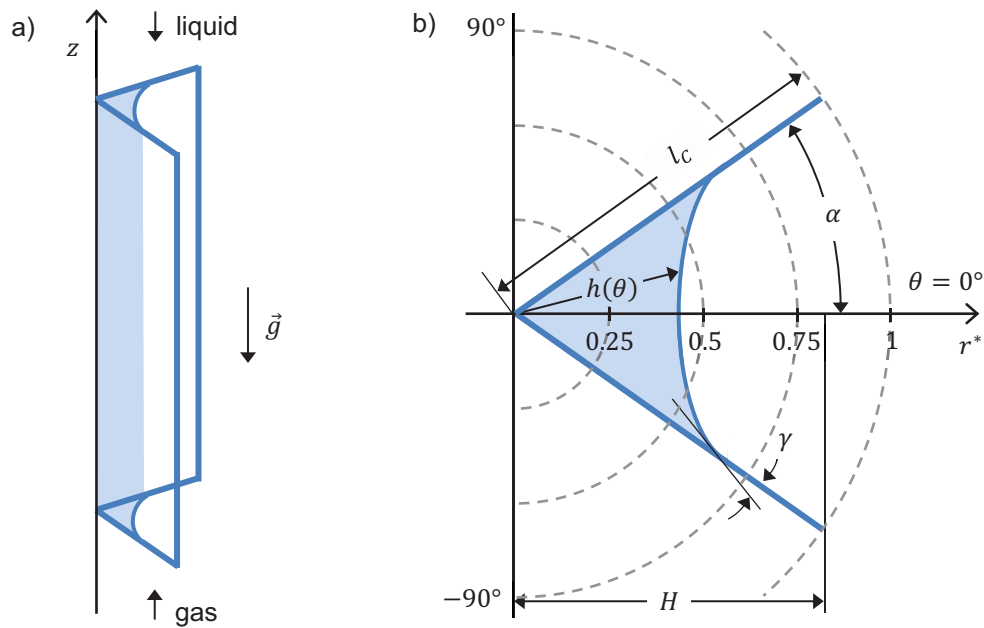 a)
z
liquid
g⃗
gas
b)
90°
l_C
α
θ = 0°
h(θ)
0.25
0.5
0.75
1
r*
γ
−90°
H